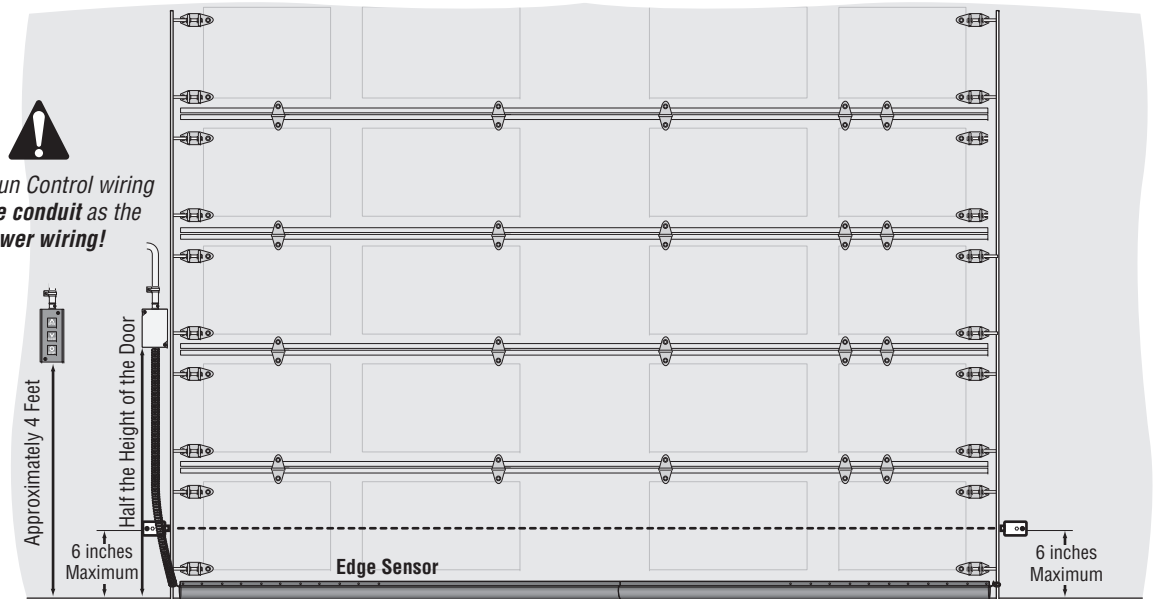 un Control wiring
e conduit as the
wer wiring!
Approximately 4 Feet
Half the Height of the Door
6 inches
Maximum
Edge Sensor
6 inches
Maximum